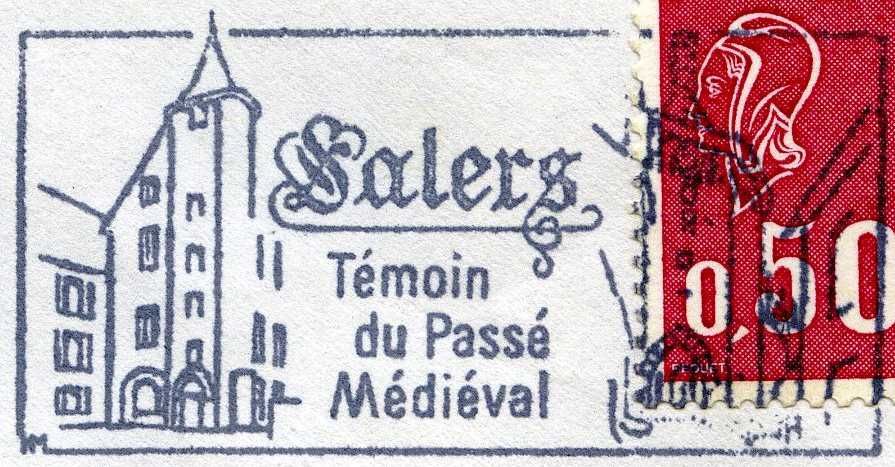 Salers
Témoin
du Passé
Médiéval
0,50